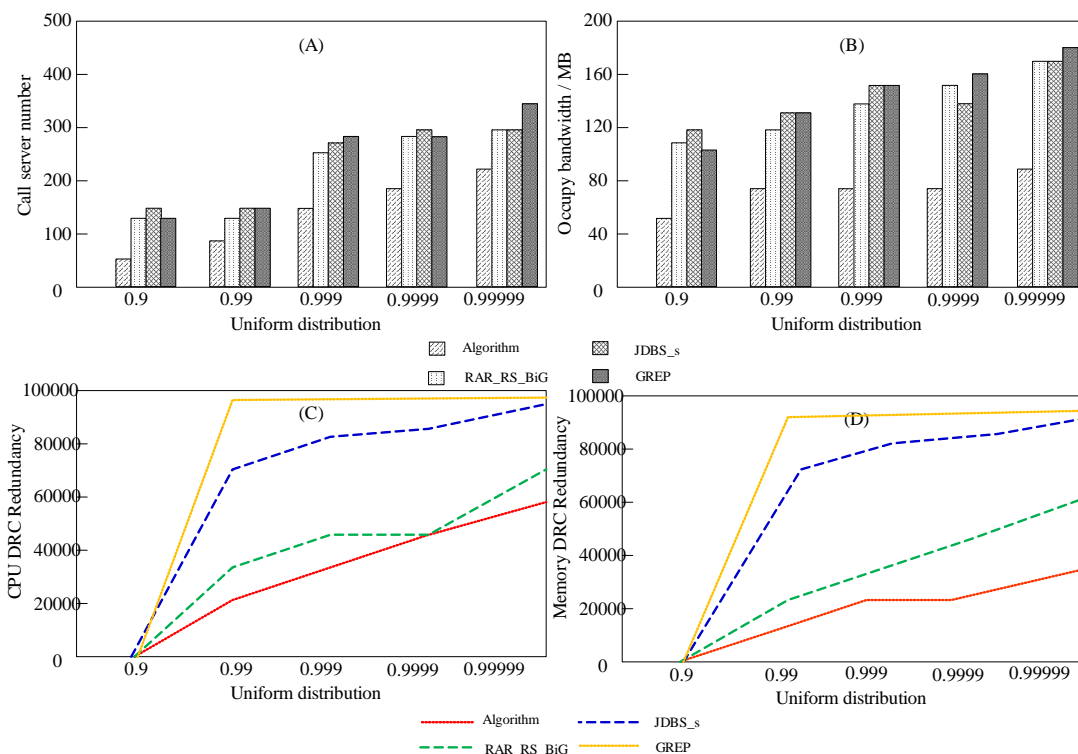 500
400
300
200
100
0
Call server number
(A)
0.9 0.99 0.999 0.9999 0.99999
Uniform distribution
200
160
120
80
40
0
Occupy bandwidth / MB
(B)
0.9 0.99 0.999 0.9999 0.99999
Uniform distribution
Algorithm JDBS_s
RAR_RS_BiG GREP
100000
80000
60000
40000
20000
0
CPU DRC Redundancy
(C)
0.9 0.99 0.999 0.9999 0.99999
Uniform distribution
100000
80000
60000
40000
20000
0
Memory DRC Redundancy
(D)
0.9 0.99 0.999 0.9999 0.99999
Uniform distribution
Algorithm JDBS_s
RAR_RS_BiG GREP